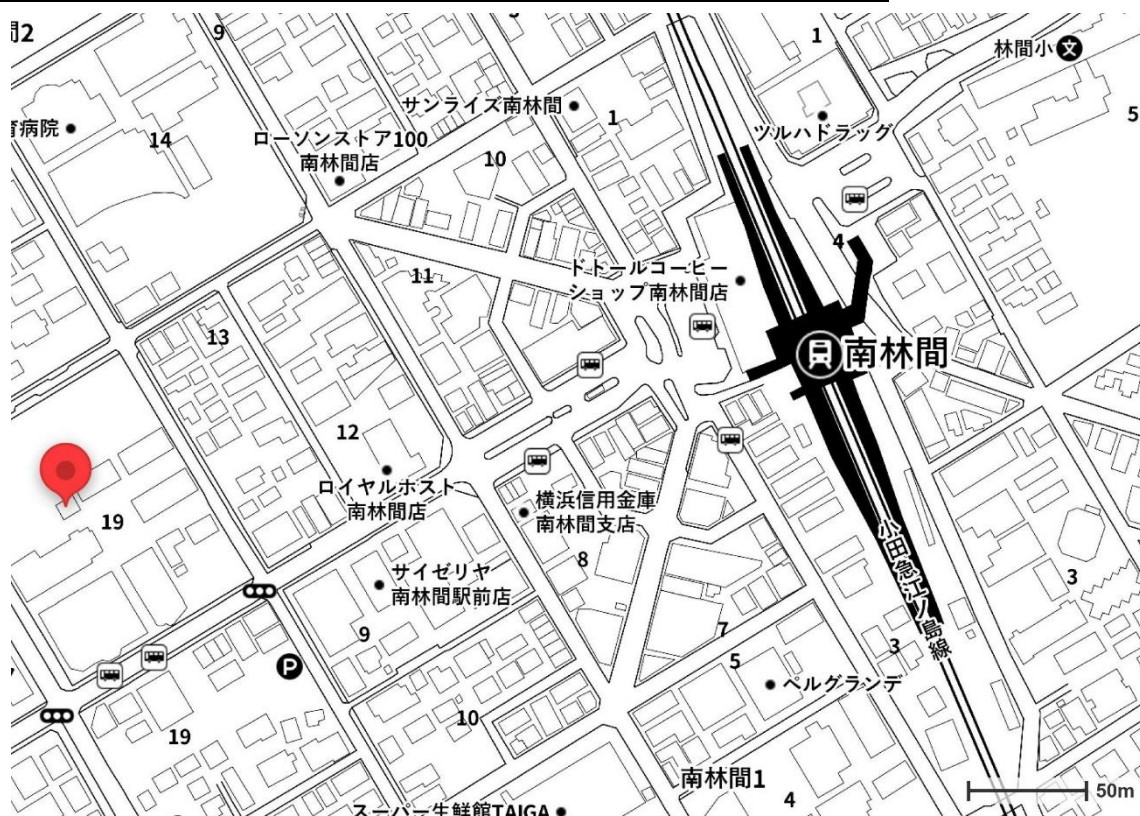 間2
9
1
林間小
文
5
育病院
14
ローソンストア100
南林間店
サンライズ南林間
1
10
ツルハドラッグ
4
11
ドトールコーヒー
ショップ南林間店
13
南林間
12
ロイヤルホスト
南林間店
横浜信用金庫
南林間支店
19
8
小田急江ノ島線
サイゼリヤ
南林間駅前店
3
9
7
3
5
P
ペルグランデ
10
19
南林間1
4
50m
スーパー生鮮館TAIGA